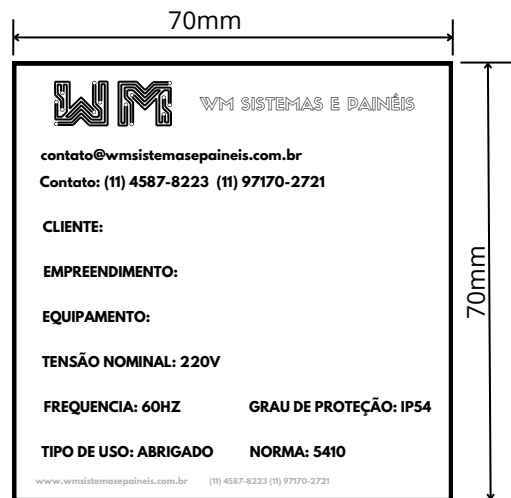 70mm
WM WM SISTEMAS E PAINÉIS
contato@wmsistemasepaineis.com.br
Contato: (11) 4587-8223 (11) 97170-2721
CLIENTE:
EMPREENDIMENTO:
EQUIPAMENTO:
70mm
TENSÃO NOMINAL: 220V
FREQUENCIA: 60HZ GRAU DE PROTEÇÃO: IP54
TIPO DE USO: ABRIGADO NORMA: 5410
www.wmsistemasepaineis.com.br (11) 4587-8223 (11) 97170-2721